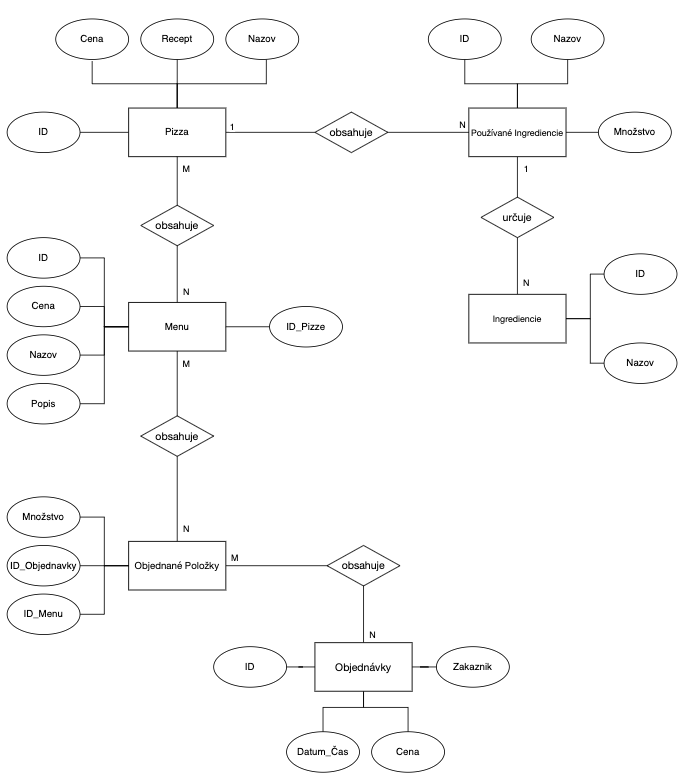 Cena
Recept
Nazov
ID
Nazov
ID
Pizza
1
obsahuje
N
Používané Ingrediencie
Množstvo
M
1
obsahuje
určuje
ID
N
N
ID
Cena
Menu
ID_Pizze
Ingrediencie
Nazov
M
Nazov
Popis
obsahuje
Množstvo
N
M
ID_Objednavky
Objednané Položky
obsahuje
ID_Menu
N
ID
Objednávky
Zakaznik
Datum_Čas
Cena